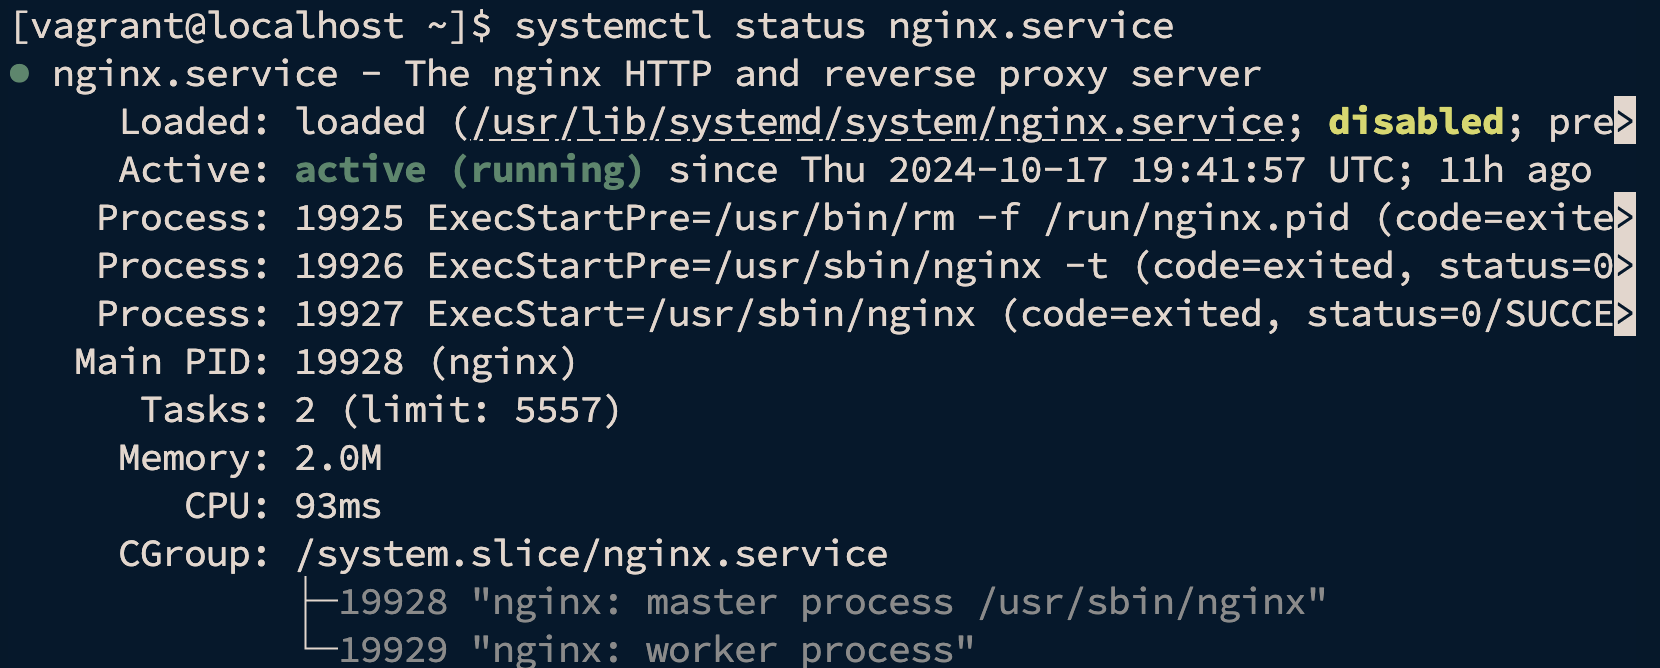 [vagrant@localhost ~]$ systemctl status nginx.service
● nginx.service - The nginx HTTP and reverse proxy server
     Loaded: loaded (/usr/lib/systemd/system/nginx.service; disabled; pre>
     Active: active (running) since Thu 2024-10-17 19:41:57 UTC; 11h ago
    Process: 19925 ExecStartPre=/usr/bin/rm -f /run/nginx.pid (code=exite>
    Process: 19926 ExecStartPre=/usr/sbin/nginx -t (code=exited, status=0>
    Process: 19927 ExecStart=/usr/sbin/nginx (code=exited, status=0/SUCCE>
   Main PID: 19928 (nginx)
      Tasks: 2 (limit: 5557)
     Memory: 2.0M
        CPU: 93ms
     CGroup: /system.slice/nginx.service
             ├─19928 "nginx: master process /usr/sbin/nginx"
             └─19929 "nginx: worker process"